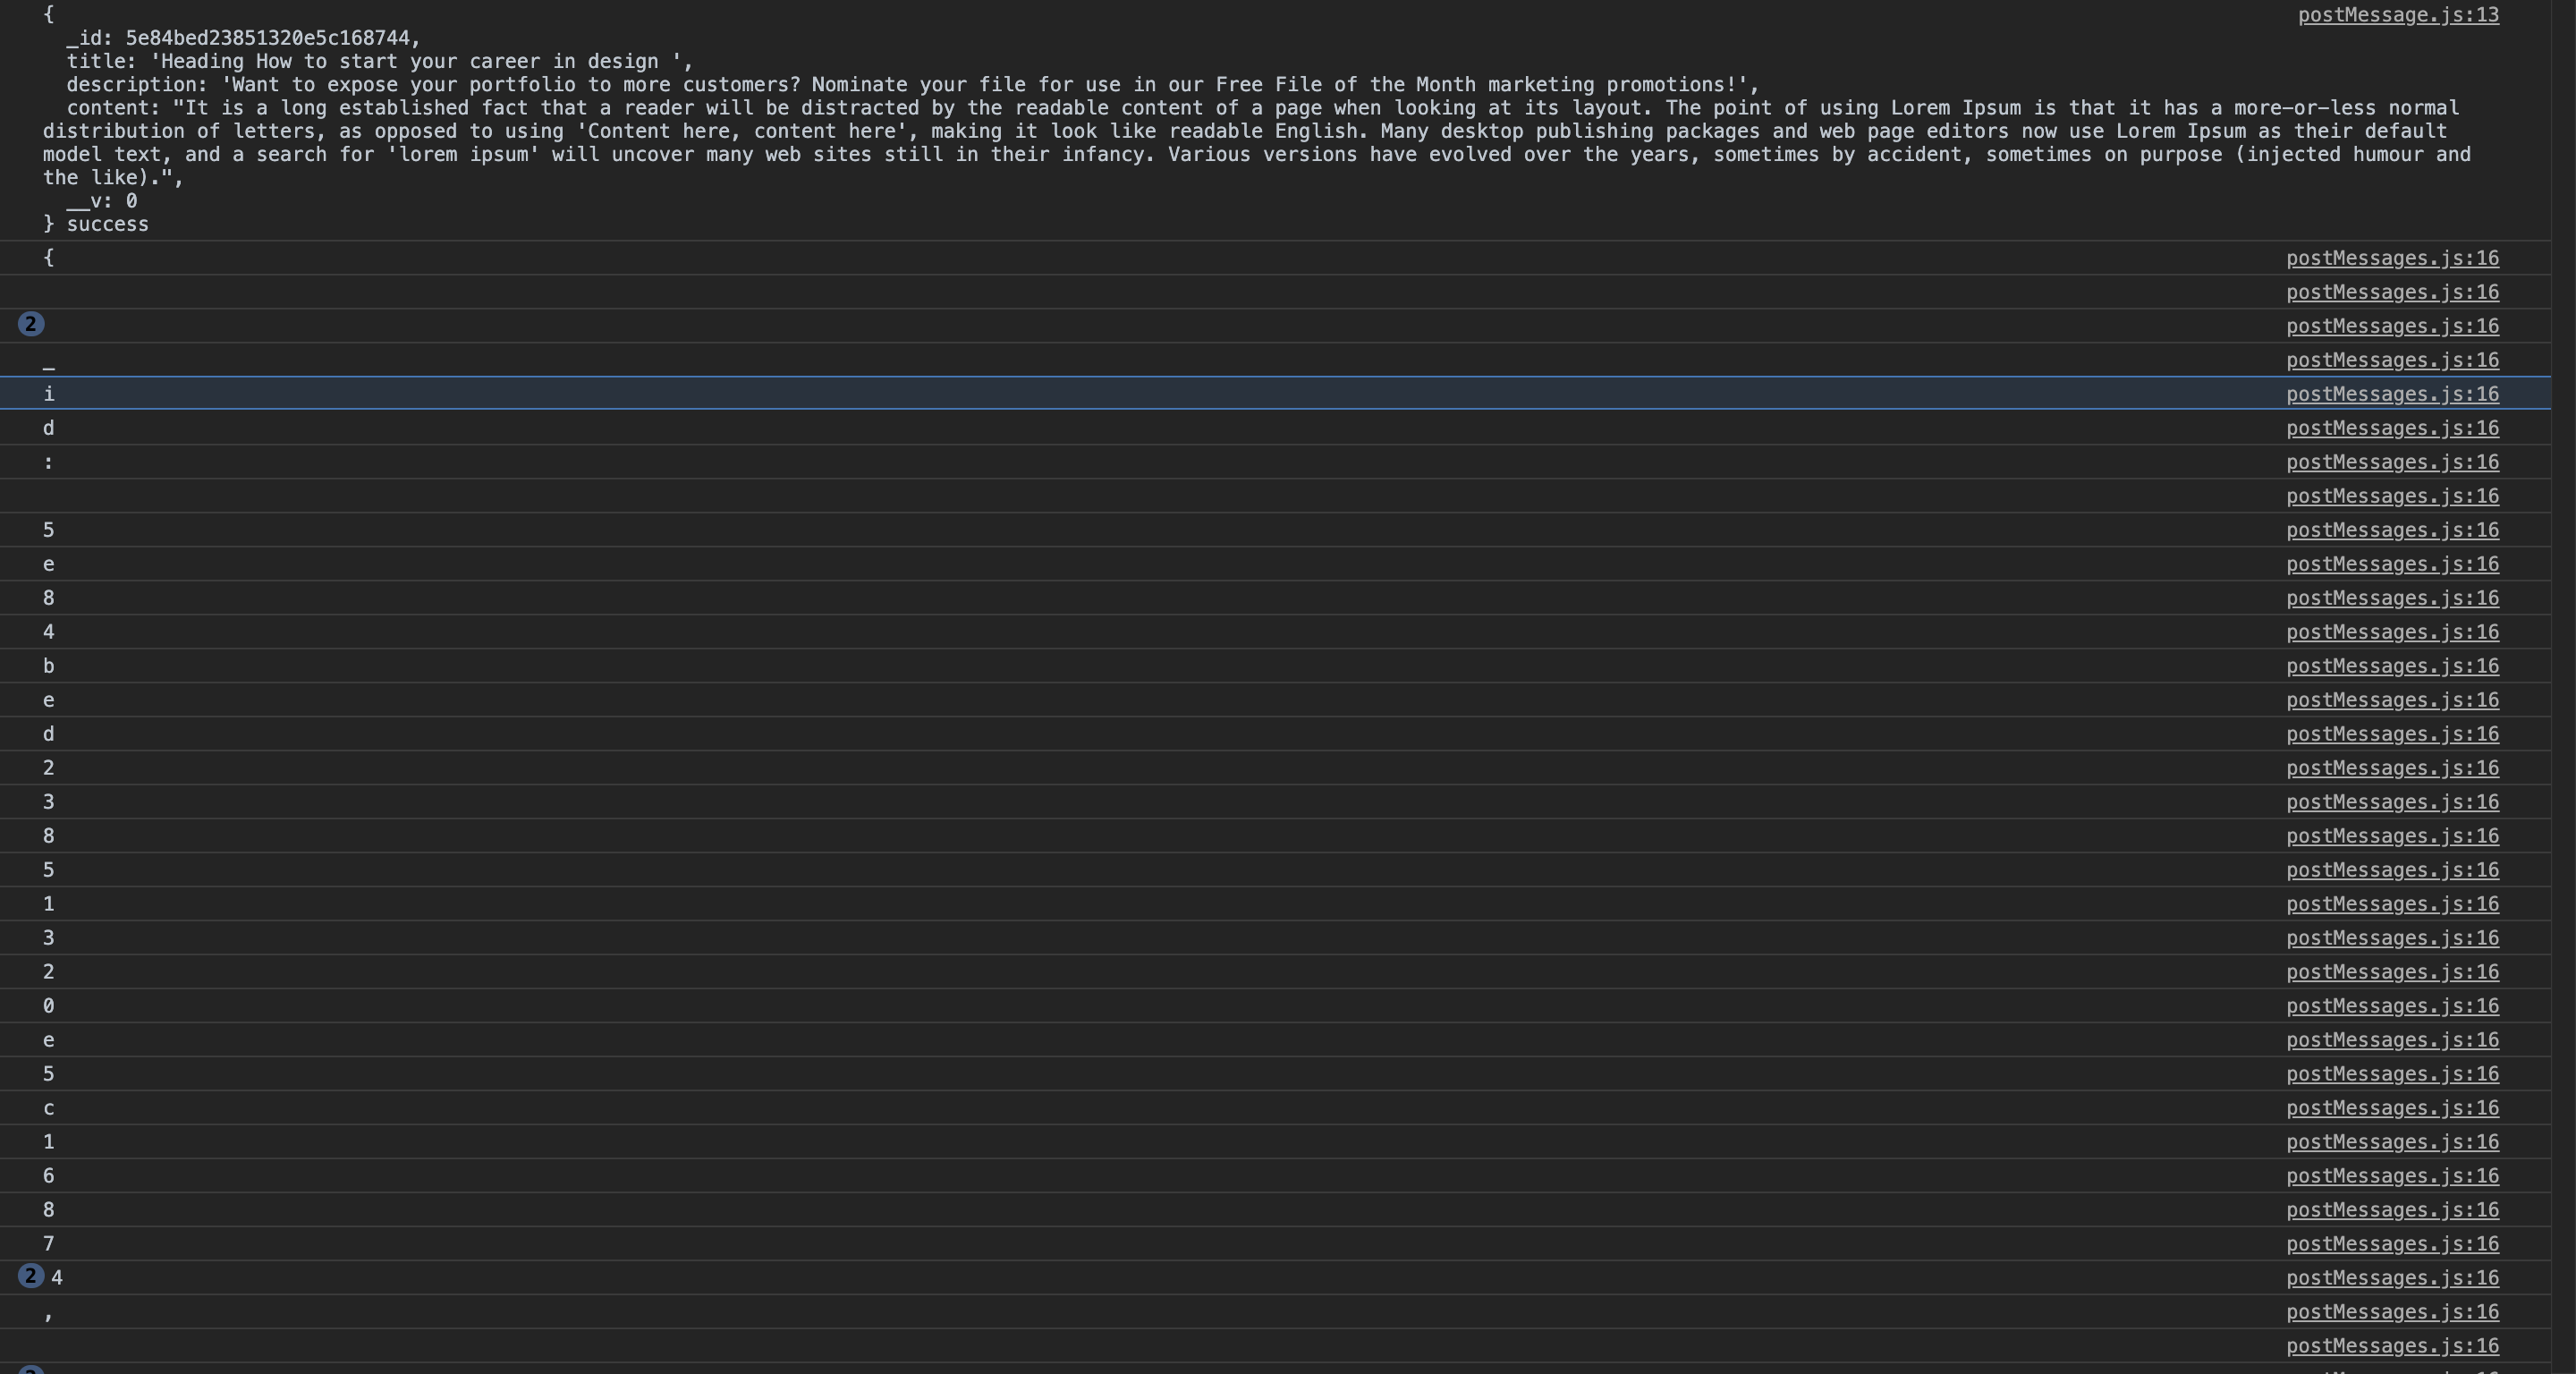 { postMessage.js:13
_id: 5e84bed23851320e5c168744,
title: 'Heading How to start your career in design ',
description: 'Want to expose your portfolio to more customers? Nominate your file for use in our Free File of the Month marketing promotions!',
content: "It is a long established fact that a reader will be distracted by the readable content of a page when looking at its layout. The point of using Lorem Ipsum is that it has a more-or-less normal
distribution of letters, as opposed to using 'Content here, content here', making it look like readable English. Many desktop publishing packages and web page editors now use Lorem Ipsum as their default
model text, and a search for 'lorem ipsum' will uncover many web sites still in their infancy. Various versions have evolved over the years, sometimes by accident, sometimes on purpose (injected humour and
the like).",
__v: 0
} success
{ postMessages.js:16
postMessages.js:16
2 postMessages.js:16
_ postMessages.js:16
i postMessages.js:16
d postMessages.js:16
: postMessages.js:16
postMessages.js:16
5 postMessages.js:16
e postMessages.js:16
8 postMessages.js:16
4 postMessages.js:16
b postMessages.js:16
e postMessages.js:16
d postMessages.js:16
2 postMessages.js:16
3 postMessages.js:16
8 postMessages.js:16
5 postMessages.js:16
1 postMessages.js:16
3 postMessages.js:16
2 postMessages.js:16
0 postMessages.js:16
e postMessages.js:16
5 postMessages.js:16
c postMessages.js:16
1 postMessages.js:16
6 postMessages.js:16
8 postMessages.js:16
7 postMessages.js:16
2 4 postMessages.js:16
, postMessages.js:16
postMessages.js:16